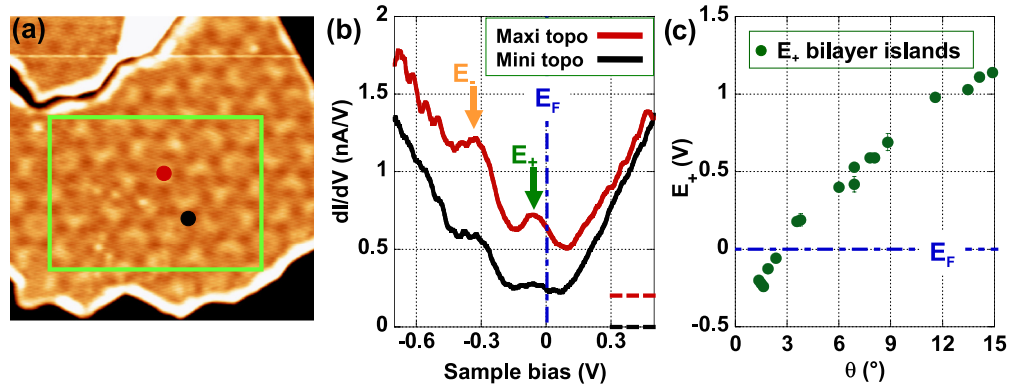 (a)
(b)
Maxi topo
Mini topo
E-
E+
EF
2
1.5
1
0.5
0
dI/dV (nA/V)
-0.6
-0.3
0
0.3
Sample bias (V)
(c)
E+ bilayer islands
EF
1.5
1
0.5
0
-0.5
E+ (V)
0
3
6
9
12
15
θ (°)